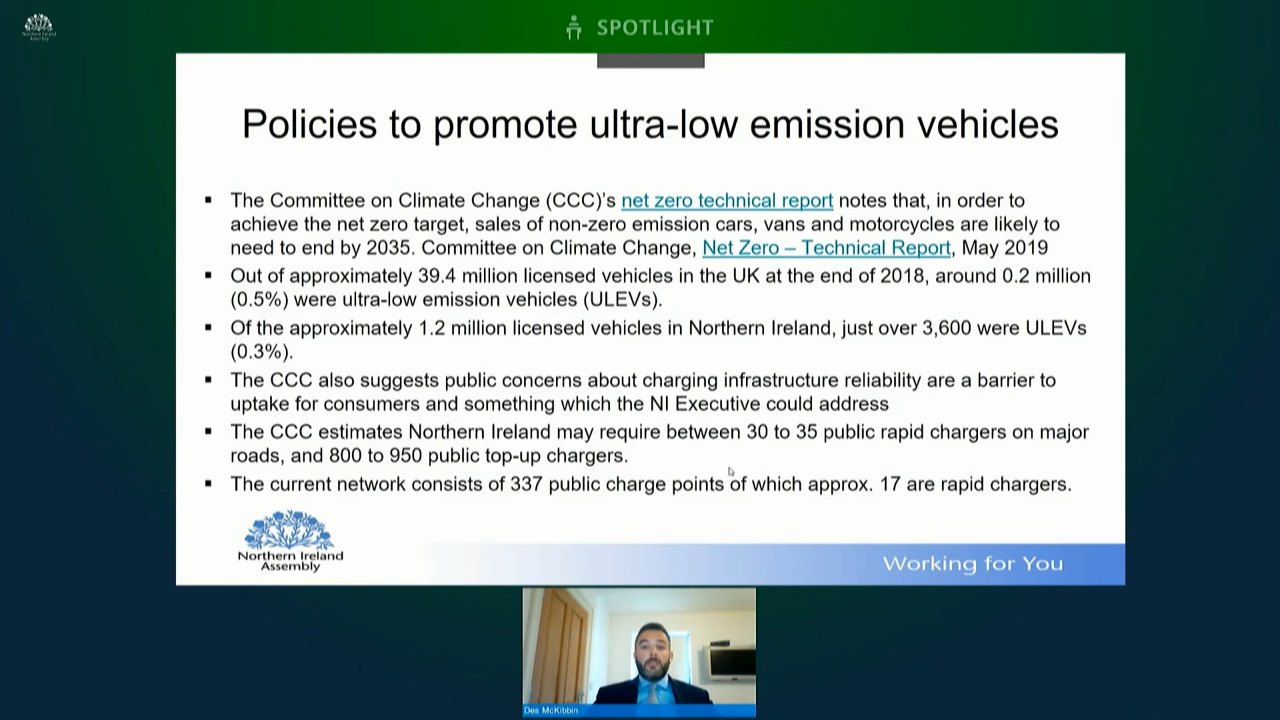 Northern Ireland
Assembly
SPOTLIGHT
Policies to promote ultra-low emission vehicles
▪ The Committee on Climate Change (CCC)'s net zero technical report notes that, in order to
achieve the net zero target, sales of non-zero emission cars, vans and motorcycles are likely to
need to end by 2035. Committee on Climate Change, Net Zero – Technical Report, May 2019
▪ Out of approximately 39.4 million licensed vehicles in the UK at the end of 2018, around 0.2 million
(0.5%) were ultra-low emission vehicles (ULEVs).
▪ Of the approximately 1.2 million licensed vehicles in Northern Ireland, just over 3,600 were ULEVs
(0.3%).
▪ The CCC also suggests public concerns about charging infrastructure reliability are a barrier to
uptake for consumers and something which the NI Executive could address
▪ The CCC estimates Northern Ireland may require between 30 to 35 public rapid chargers on major
roads, and 800 to 950 public top-up chargers.
▪ The current network consists of 337 public charge points of which approx. 17 are rapid chargers.
Northern Ireland
Assembly
Working for You
Des McKibbin